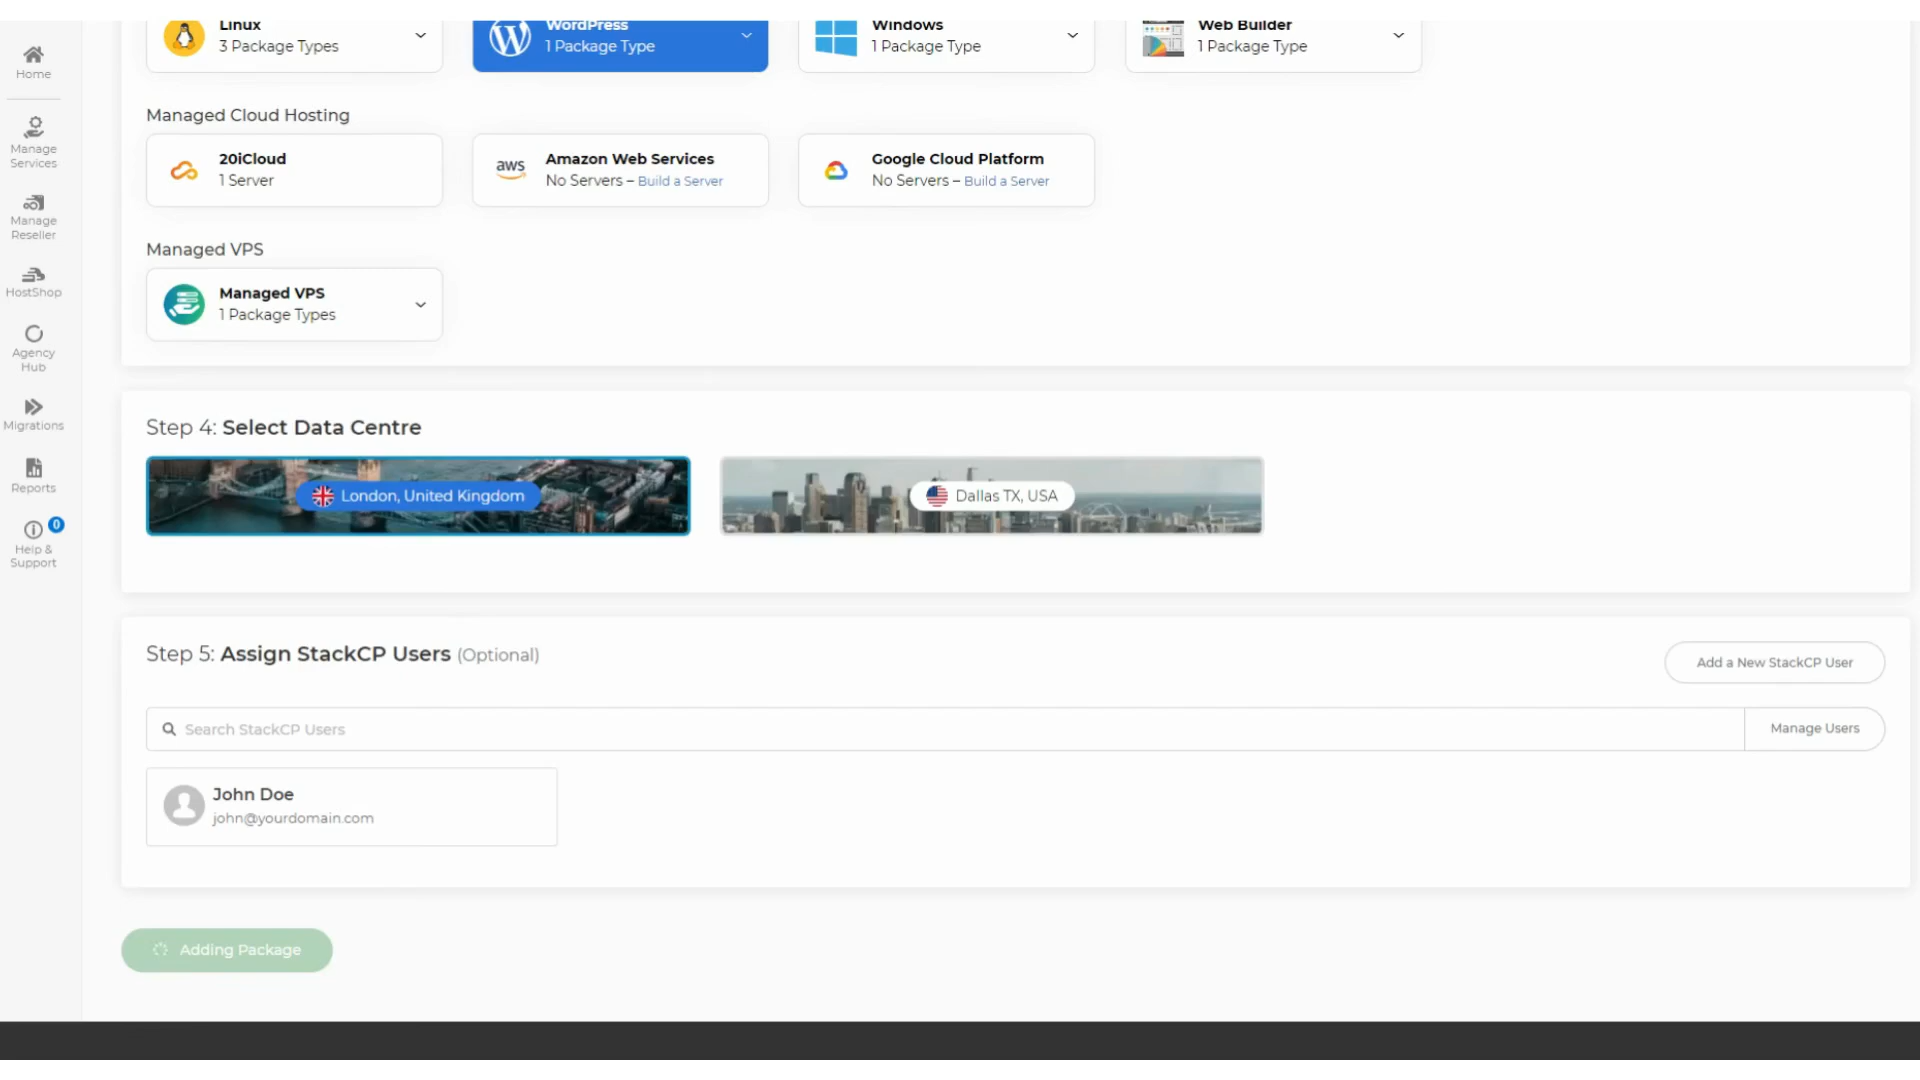 Home
Manage
Services
Manage
Reseller
HostShop
Agency
Hub
Migrations
Reports
0
Help &
Support
Linux
3 Package Types
WordPress
1 Package Type
Windows
1 Package Type
Web Builder
1 Package Type
Managed Cloud Hosting
20iCloud
1 Server
aws
Amazon Web Services
No Servers – Build a Server
Google Cloud Platform
No Servers – Build a Server
Managed VPS
Managed VPS
1 Package Types
Step 4: Select Data Centre
London, United Kingdom
Dallas TX, USA
Step 5: Assign StackCP Users (Optional)
Add a New StackCP User
Search StackCP Users
Manage Users
John Doe
john@yourdomain.com
Adding Package